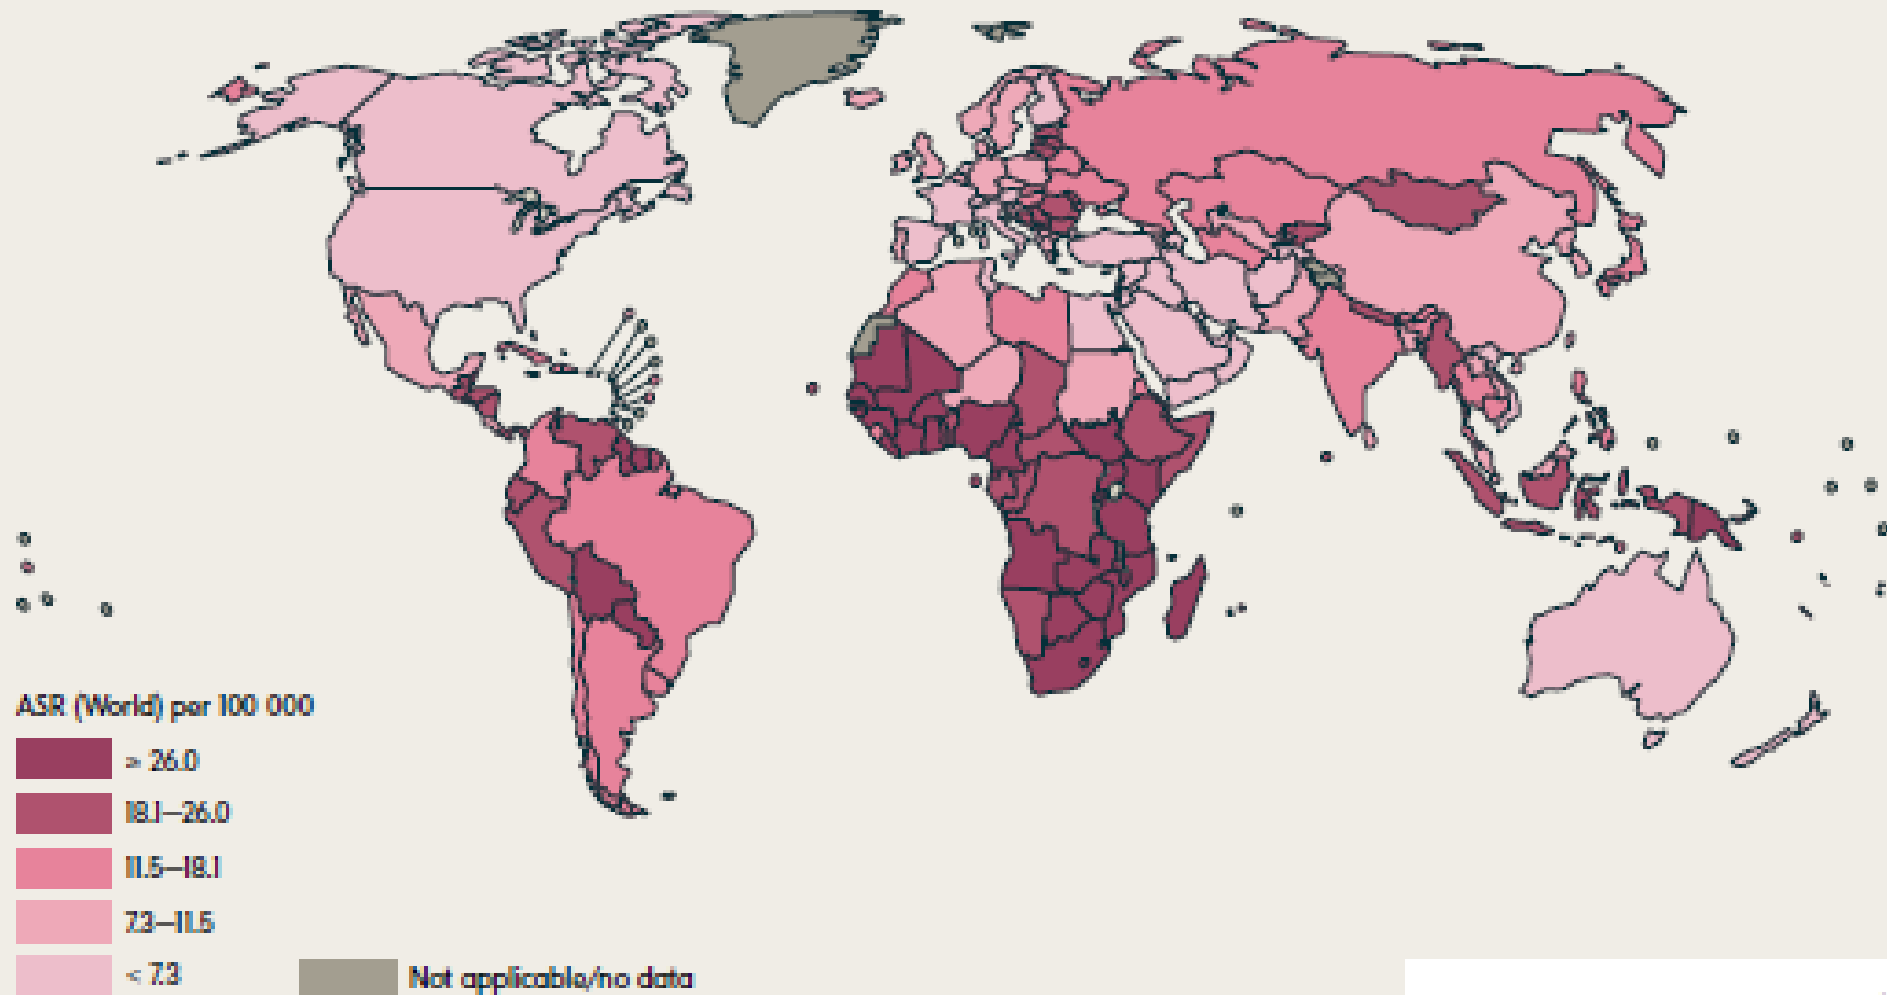 ASR (World) per 100 000
≥ 26.0
18.1–26.0
11.5–18.1
7.3–11.5
< 7.3
Not applicable/no data